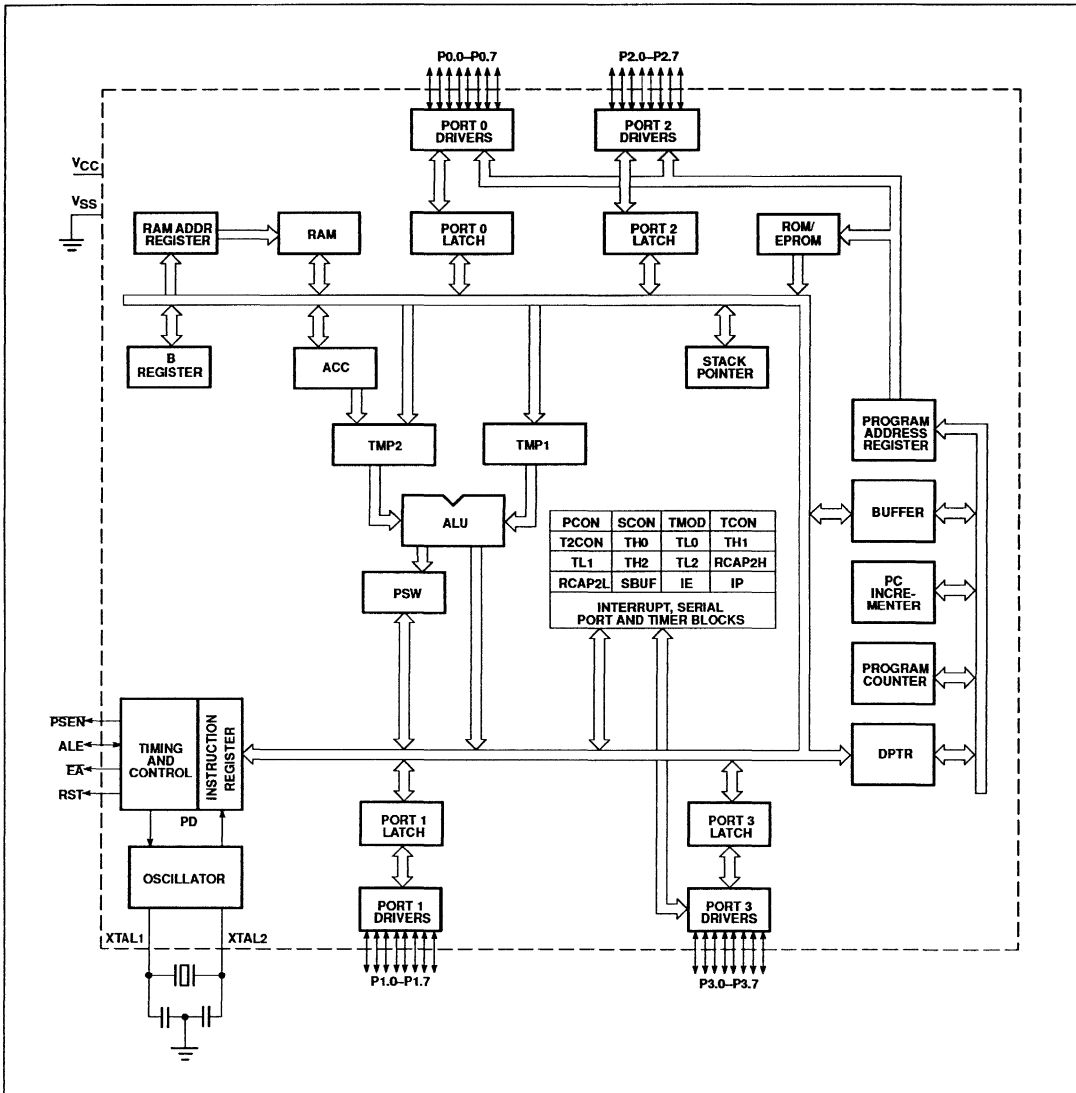 P0.0–P0.7
P2.0–P2.7
PORT 0
DRIVERS
PORT 2
DRIVERS
VCC
VSS
RAM ADDR
REGISTER
RAM
PORT 0
LATCH
PORT 2
LATCH
ROM/
EPROM
B
REGISTER
ACC
STACK
POINTER
TMP2
TMP1
PROGRAM
ADDRESS
REGISTER
ALU
BUFFER
PCON SCON TMOD TCON
T2CON TH0 TL0 TH1
TL1 TH2 TL2 RCAP2H
RCAP2L SBUF IE IP
INTERRUPT, SERIAL
PORT AND TIMER BLOCKS
PSW
PC
INCRE-
MENTER
PROGRAM
COUNTER
PSEN
ALE
EA
RST
TIMING
AND
CONTROL
INSTRUCTION
REGISTER
DPTR
PD
PORT 1
LATCH
PORT 3
LATCH
OSCILLATOR
PORT 1
DRIVERS
PORT 3
DRIVERS
XTAL1
XTAL2
P1.0–P1.7
P3.0–P3.7